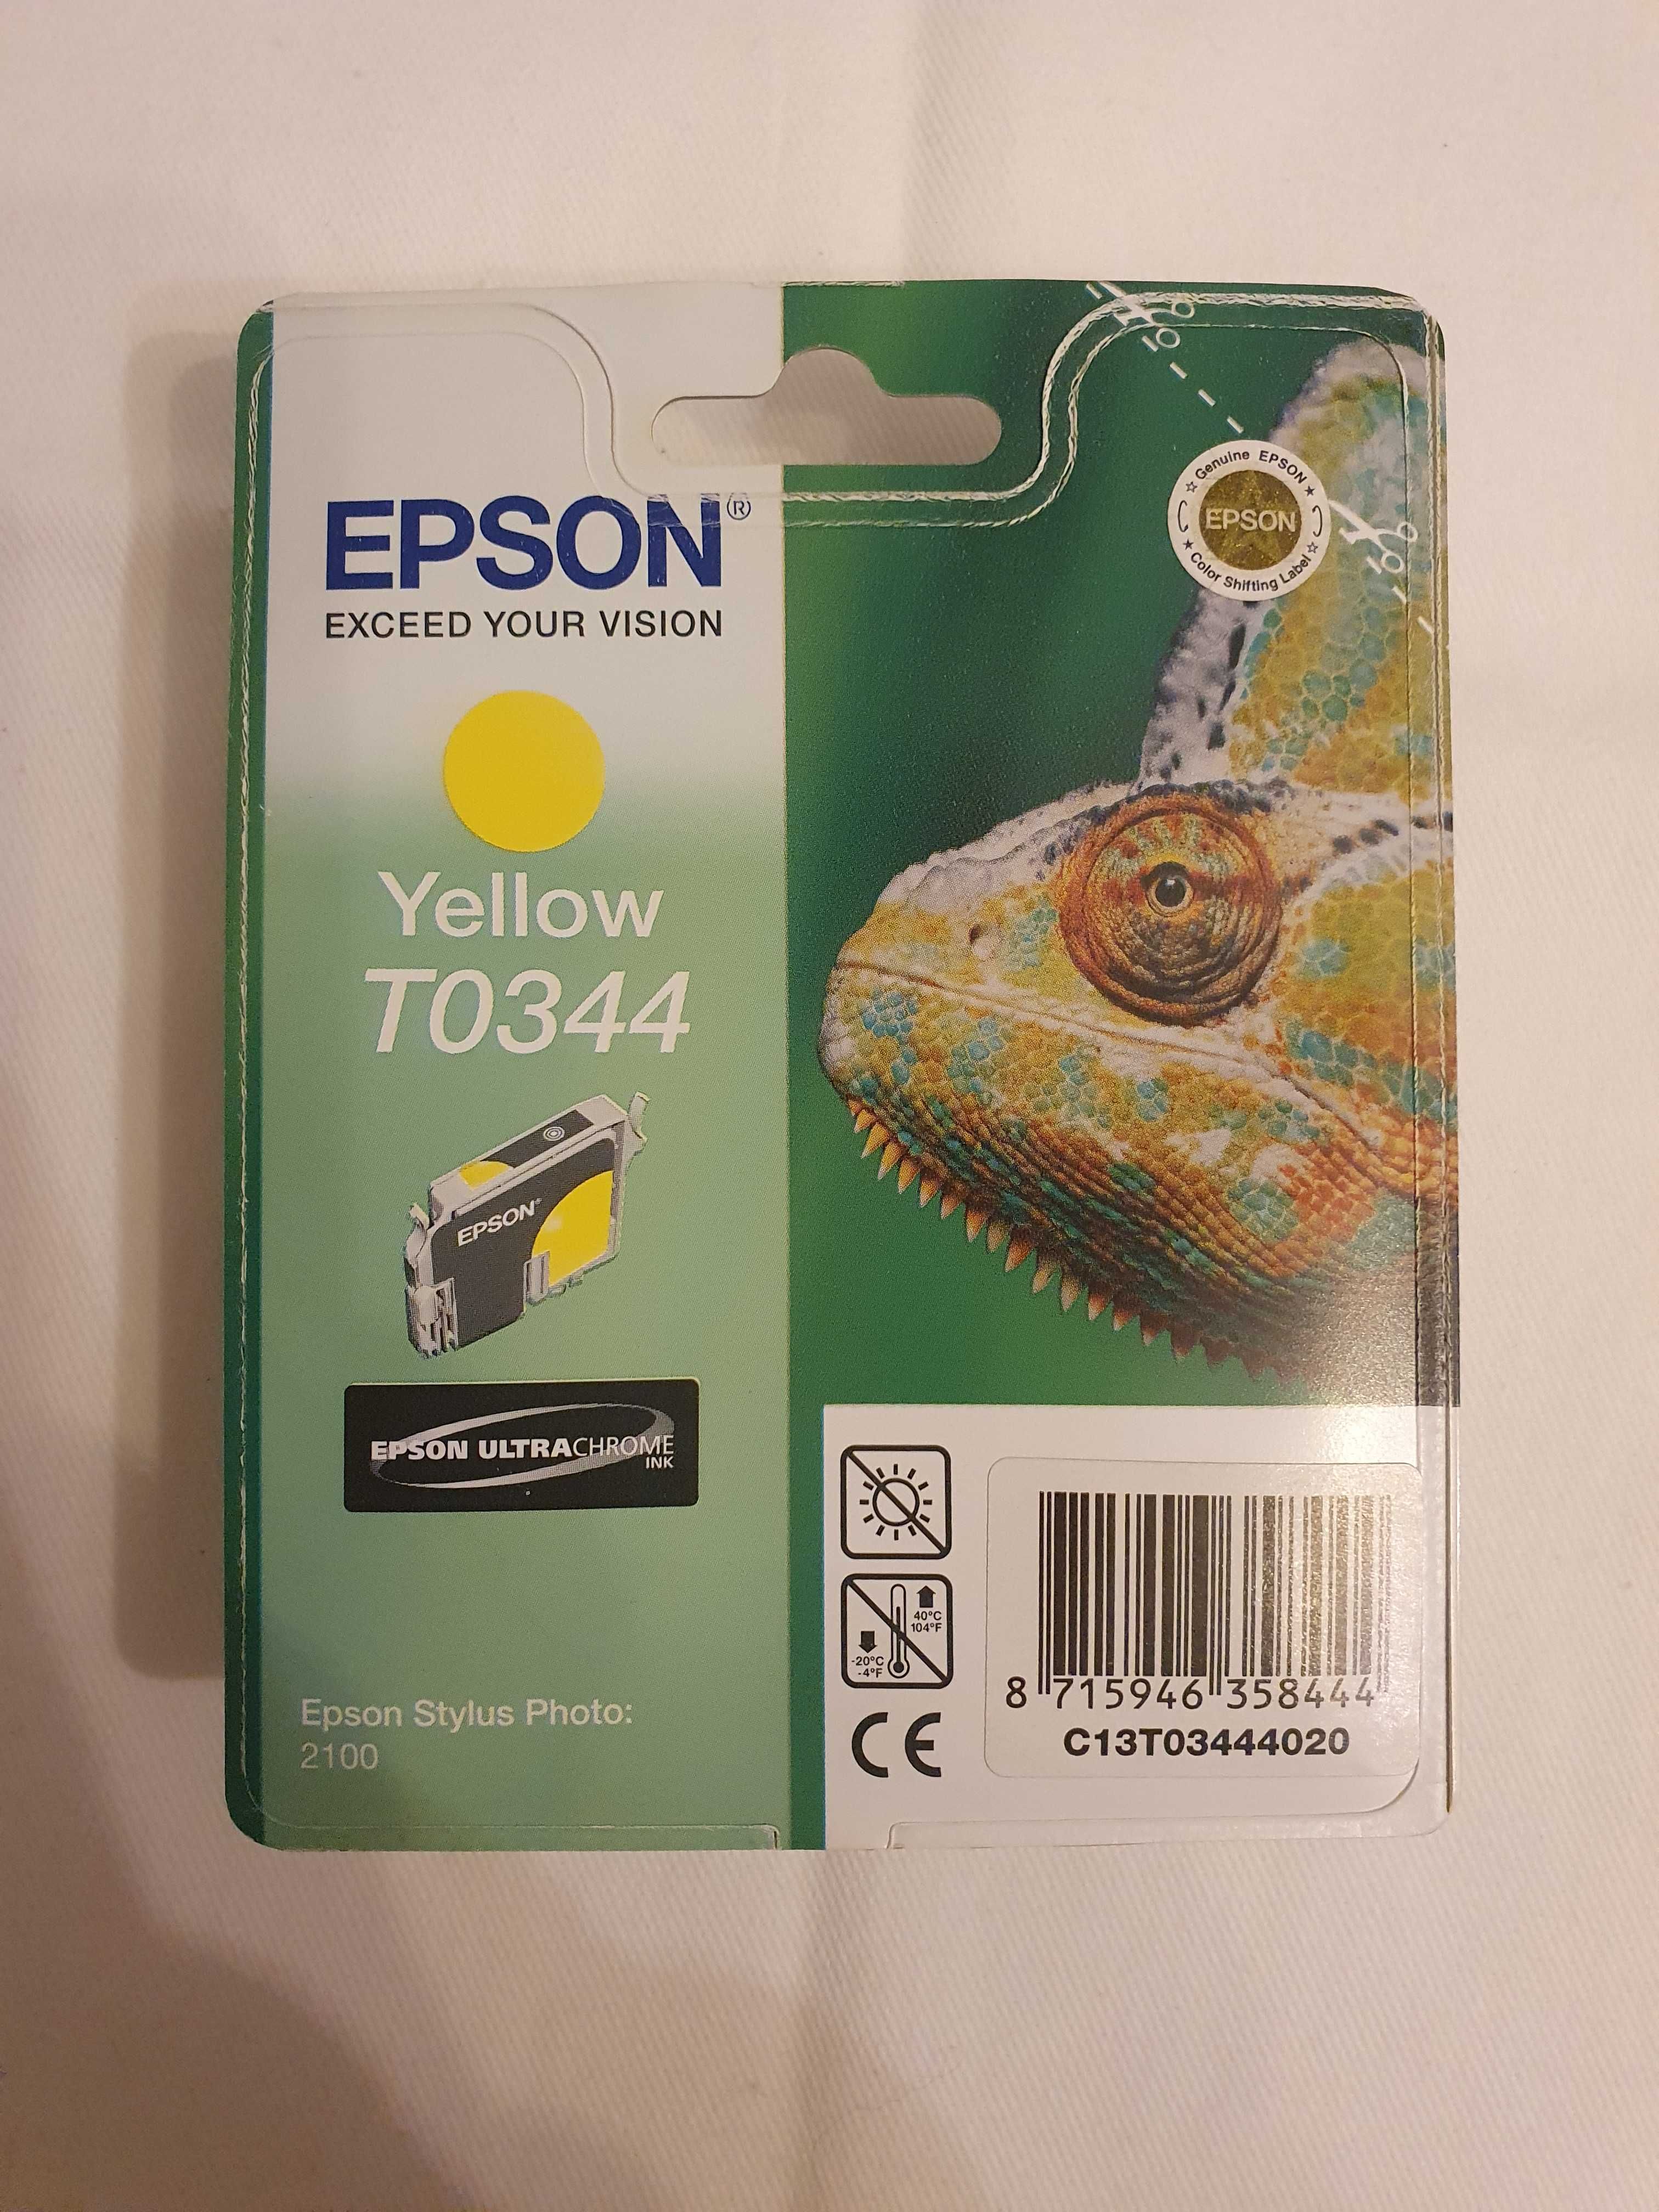 EPSON®
EXCEED YOUR VISION
Genuine EPSON
EPSON
Color Shifting Label
Yellow
T0344
EPSON®
EPSON ULTRACHROME
INK
40°C
104°F
-20°C
-4°F
Epson Stylus Photo:
2100
CE
8 715946 358444
C13T03444020